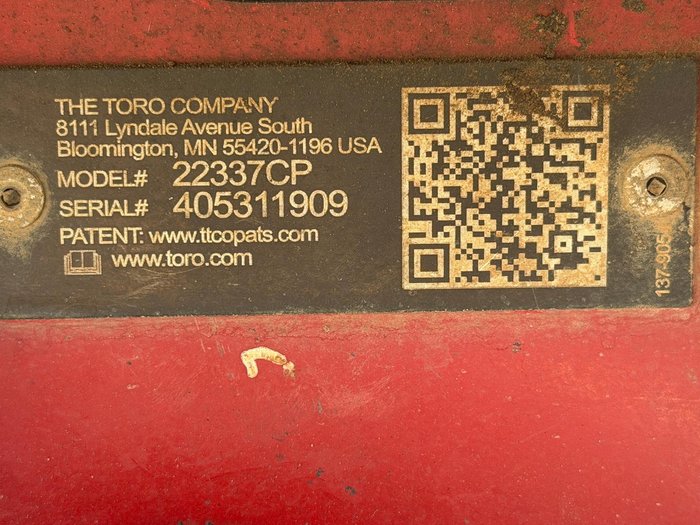 THE TORO COMPANY
8111 Lyndale Avenue South
Bloomington, MN 55420-1196 USA
MODEL# 22337CP
SERIAL# 405311909
PATENT: www.ttcopats.com
www.toro.com